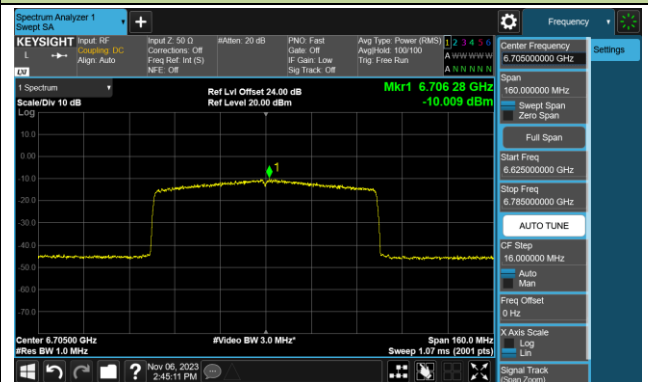 Spectrum Analyzer 1
Swept SA
+
Frequency
KEYSIGHT
L
LXI
Input: RF
Coupling: DC
Align: Auto
Input Z: 50 Ω
Corrections: Off
Freq Ref: Int (S)
NFE: Off
#Atten: 20 dB
PNO: Fast
Gate: Off
IF Gain: Low
Sig Track: Off
Avg Type: Power (RMS)
Avg|Hold: 100/100
Trig: Free Run
1 2 3 4 5 6
A W W W W W
A N N N N N
Center Frequency
6.705000000 GHz
Settings
Span
160.000000 MHz
Swept Span
Zero Span
Full Span
Start Freq
6.625000000 GHz
Stop Freq
6.785000000 GHz
AUTO TUNE
CF Step
16.000000 MHz
Auto
Man
Freq Offset
0 Hz
X Axis Scale
Log
Lin
Signal Track
(Span Zoom)
1 Spectrum
Scale/Div 10 dB
Log
Ref Lvl Offset 24.00 dB
Ref Level 20.00 dBm
Mkr1 6.706 28 GHz
-10.009 dBm
10.0
0.00
-10.0
-20.0
-30.0
-40.0
-50.0
-60.0
-70.0
1
Center 6.70500 GHz
#Res BW 1.0 MHz
#Video BW 3.0 MHz*
Span 160.0 MHz
Sweep 1.07 ms (2001 pts)
?
Nov 06, 2023
2:45:11 PM